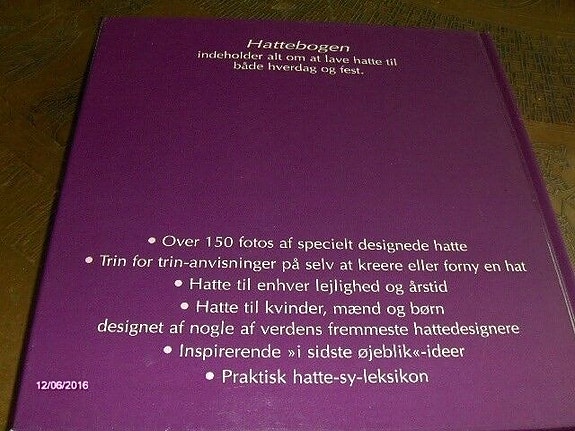 Hattebogen
indeholder alt om at lave hatte til
både hverdag og fest.
• Over 150 fotos af specielt designede hatte
• Trin for trin-anvisninger på selv at kreere eller forny en hat
• Hatte til enhver lejlighed og årstid
• Hatte til kvinder, mænd og børn
designet af nogle af verdens fremmeste hattedesignere
• Inspirerende »i sidste øjeblik«-ideer
• Praktisk hatte-sy-leksikon
12/06/2016